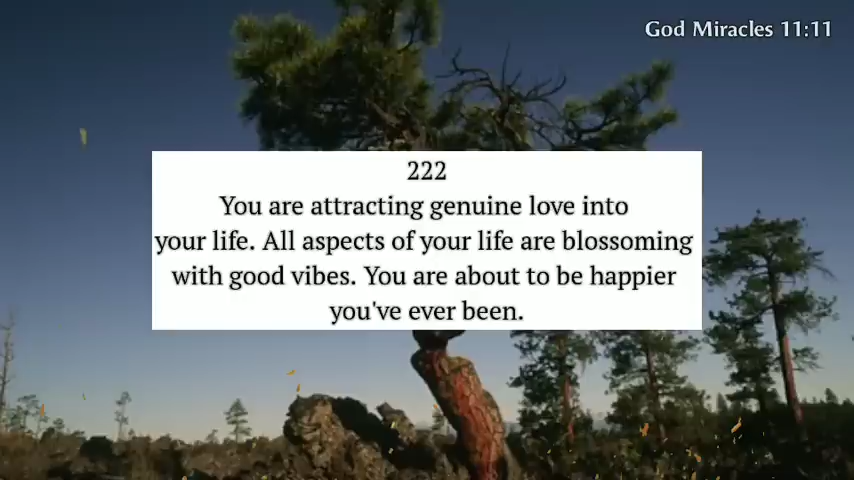 God Miracles 11:11
222
You are attracting genuine love into
your life. All aspects of your life are blossoming
with good vibes. You are about to be happier
you've ever been.